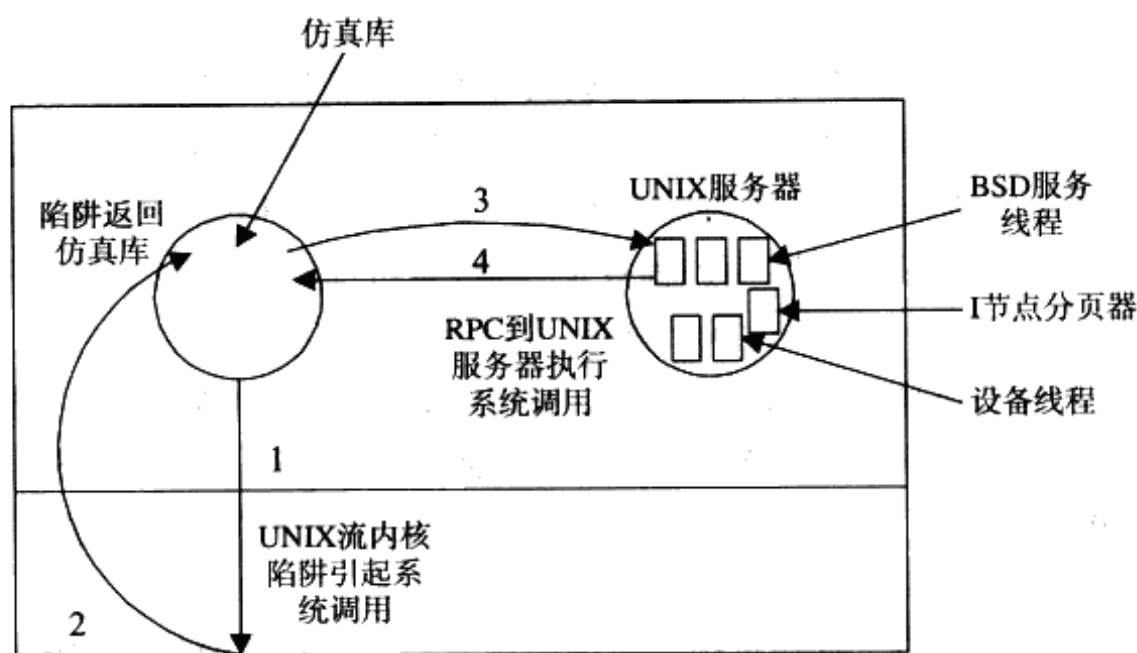 仿真库
UNIX服务器
BSD服务
线程
陷阱返回
仿真库
3
4
I节点分页器
RPC到UNIX
服务器执行
系统调用
设备线程
1
UNIX流内核
陷阱引起系
统调用
2